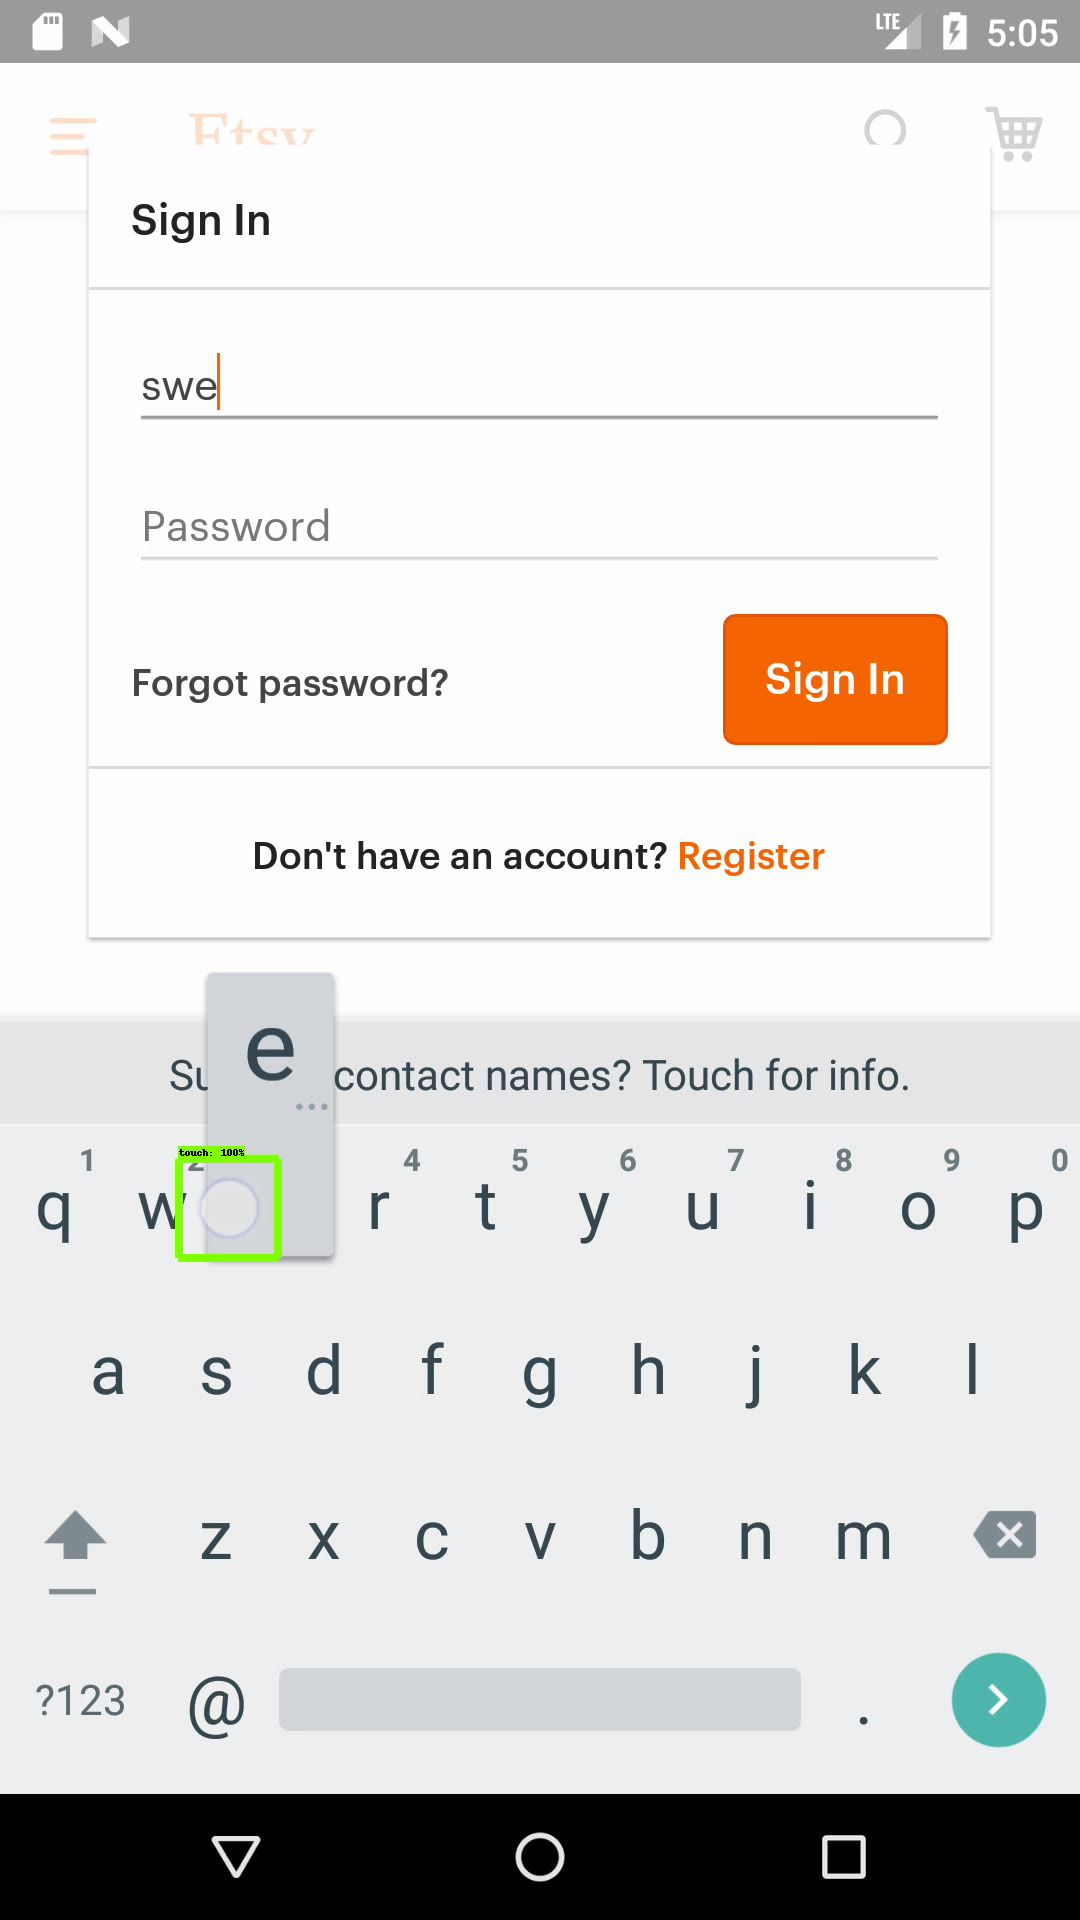 LTE 5:05
Etsy
Sign In
swe
Password
Forgot password? Sign In
Don't have an account? Register
e
contact names? Touch for info.
touch: 100%
1 2 4 5 6 7 8 9 0
q w r t y u i o p
a s d f g h j k l
z x c v b n m
?123 @ .